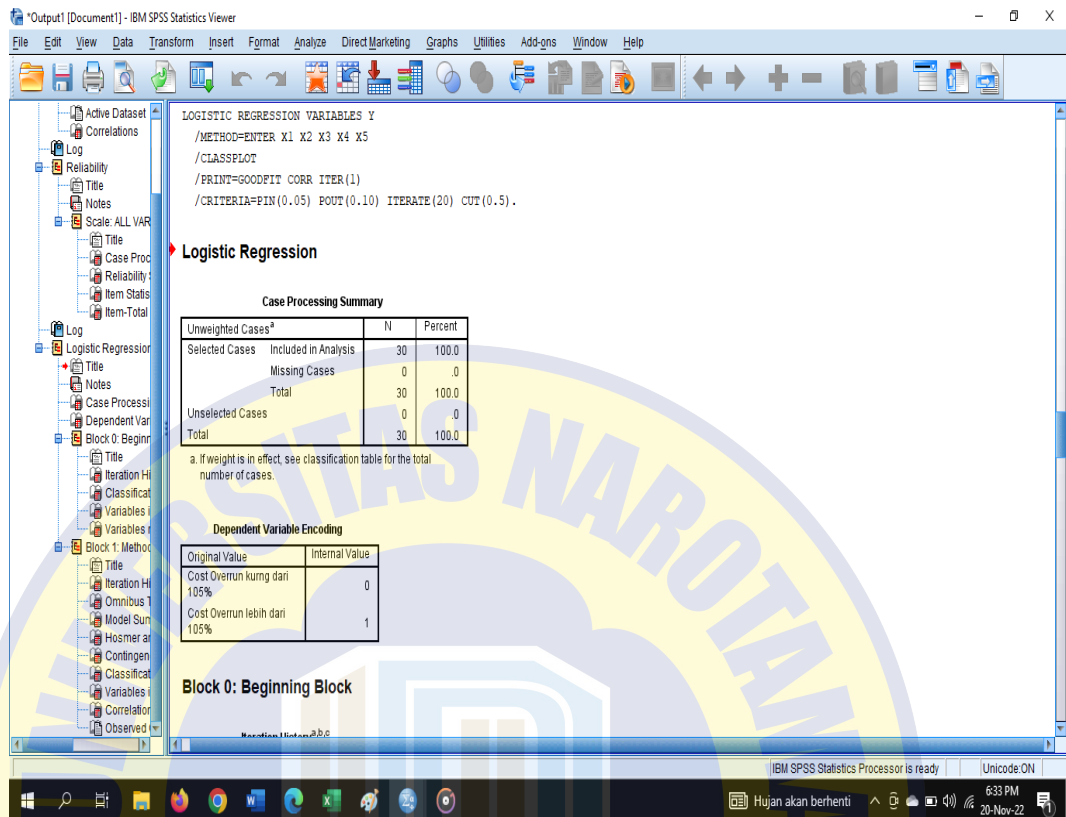 *Output1 [Document1] - IBM SPSS Statistics Viewer
File Edit View Data Transform Insert Format Analyze Direct Marketing Graphs Utilities Add-ons Window Help
Active Dataset
Correlations
Log
Reliability
Title
Notes
Scale: ALL VAR
Title
Case Proc
Reliability
Item Statis
Item-Total
Log
Logistic Regression
Title
Notes
Case Processi
Dependent Var
Block 0: Beginn
Title
Iteration Hi
Classificat
Variables i
Variables
Block 1: Method
Title
Iteration Hi
Omnibus T
Model Sum
Hosmer an
Contingen
Classificat
Variables i
Correlation
Observed
LOGISTIC REGRESSION VARIABLES Y
/METHOD=ENTER X1 X2 X3 X4 X5
/CLASSPLOT
/PRINT=GOODFIT CORR ITER(1)
/CRITERIA=PIN(0.05) POUT(0.10) ITERATE(20) CUT(0.5).
Logistic Regression
Case Processing Summary
Unweighted Casesa N Percent
Selected Cases Included in Analysis 30 100.0
Missing Cases 0 .0
Total 30 100.0
Unselected Cases 0 .0
Total 30 100.0
a. If weight is in effect, see classification table for the total
number of cases.
Dependent Variable Encoding
Original Value Internal Value
Cost Overrun kurng dari
105% 0
Cost Overrun lebih dari
105% 1
Block 0: Beginning Block
Iteration Historya,b,c
IBM SPSS Statistics Processor is ready Unicode:ON
Hujan akan berhenti
6:33 PM
20-Nov-22
ERSITAS NAROTAMA